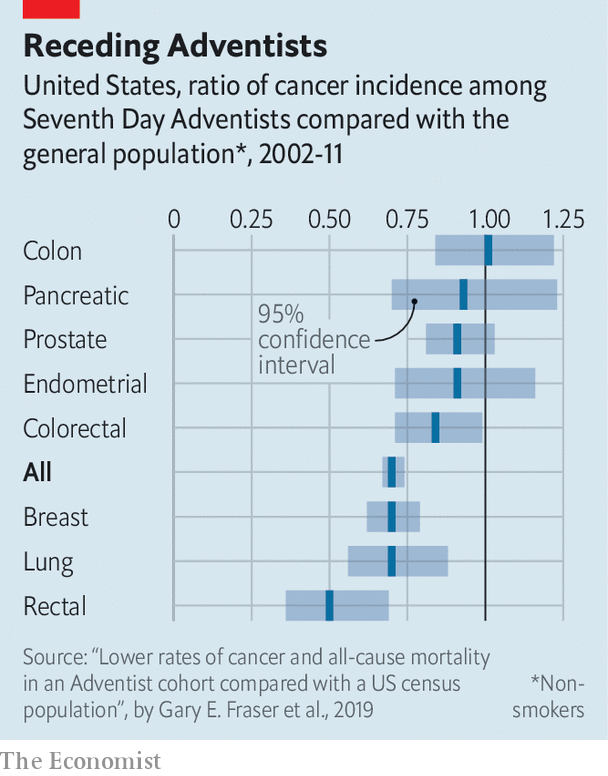 Receding Adventists
United States, ratio of cancer incidence among
Seventh Day Adventists compared with the
general population*, 2002-11
0 0.25 0.50 0.75 1.00 1.25
Colon
Pancreatic
95%
confidence
interval
Prostate
Endometrial
Colorectal
All
Breast
Lung
Rectal
Source: “Lower rates of cancer and all-cause mortality
in an Adventist cohort compared with a US census
population”, by Gary E. Fraser et al., 2019
*Non-
smokers
The Economist